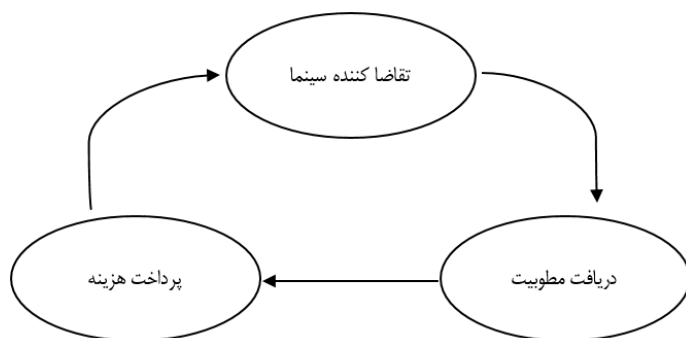 تقاضا کننده سینما
دریافت مطوبیت
پرداخت هزینه